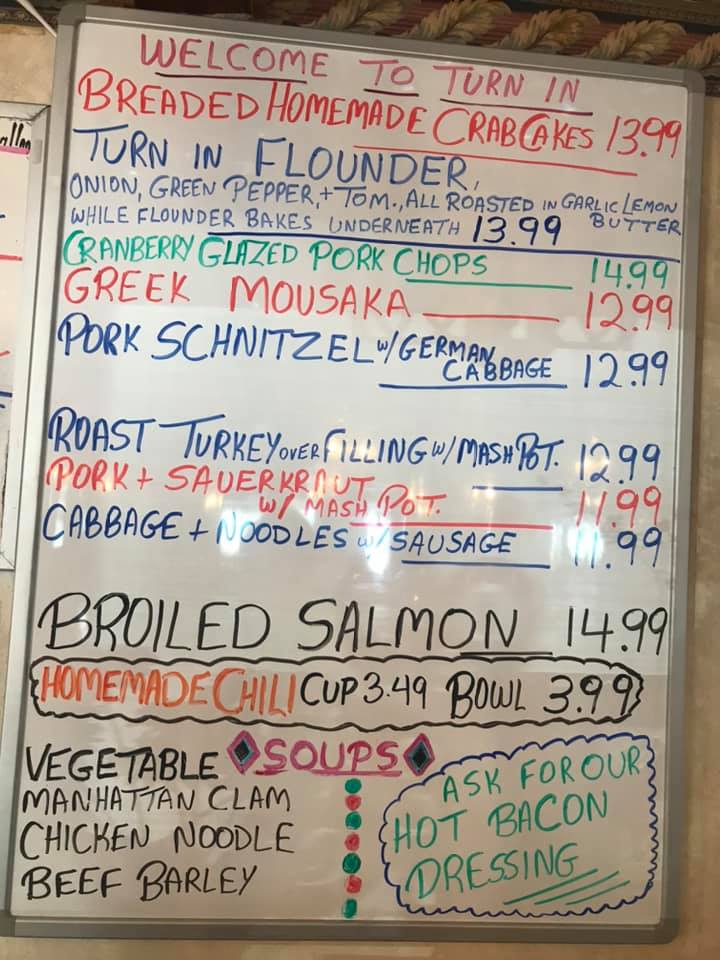 WELCOME TO TURN IN
BREADED HOMEMADE CRABCAKES 13.99
TURN IN FLOUNDER,
ONION, GREEN PEPPER, + TOM., ALL ROASTED IN GARLIC LEMON BUTTER
WHILE FLOUNDER BAKES UNDERNEATH 13.99
CRANBERRY GLAZED PORK CHOPS 14.99
GREEK MOUSAKA 12.99
PORK SCHNITZEL w/GERMAN CABBAGE 12.99
ROAST TURKEY OVER FILLING w/MASH POT. 12.99
PORK + SAUERKRAUT
w/ MASH POT. 11.99
CABBAGE + NOODLES w/SAUSAGE 11.99
BROILED SALMON 14.99
HOMEMADE CHILI CUP 3.49 BOWL 3.99
SOUPS
VEGETABLE
MANHATTAN CLAM
CHICKEN NOODLE
BEEF BARLEY
ASK FOR OUR
HOT BACON
DRESSING